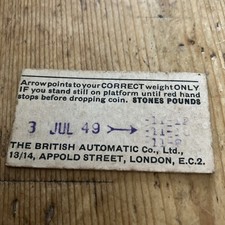 Arrow points to your CORRECT weight ONLY
IF you stand still on platform until red hand
stops before dropping coin. STONES POUNDS
3 JUL 49
THE BRITISH AUTOMATIC Co., Ltd.,
13/14, APPOLD STREET, LONDON, E.C.2.